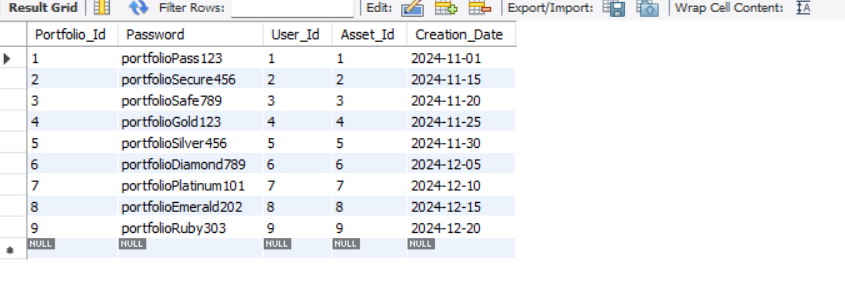 Result Grid Filter Rows: Edit: Export/Import: Wrap Cell Content: IA
Portfolio_Id Password User_Id Asset_Id Creation_Date
1 portfolioPass123 1 1 2024-11-01
2 portfolioSecure456 2 2 2024-11-15
3 portfolioSafe789 3 3 2024-11-20
4 portfolioGold123 4 4 2024-11-25
5 portfolioSilver456 5 5 2024-11-30
6 portfolioDiamond789 6 6 2024-12-05
7 portfolioPlatinum101 7 7 2024-12-10
8 portfolioEmerald202 8 8 2024-12-15
9 portfolioRuby303 9 9 2024-12-20
NULL NULL NULL NULL NULL